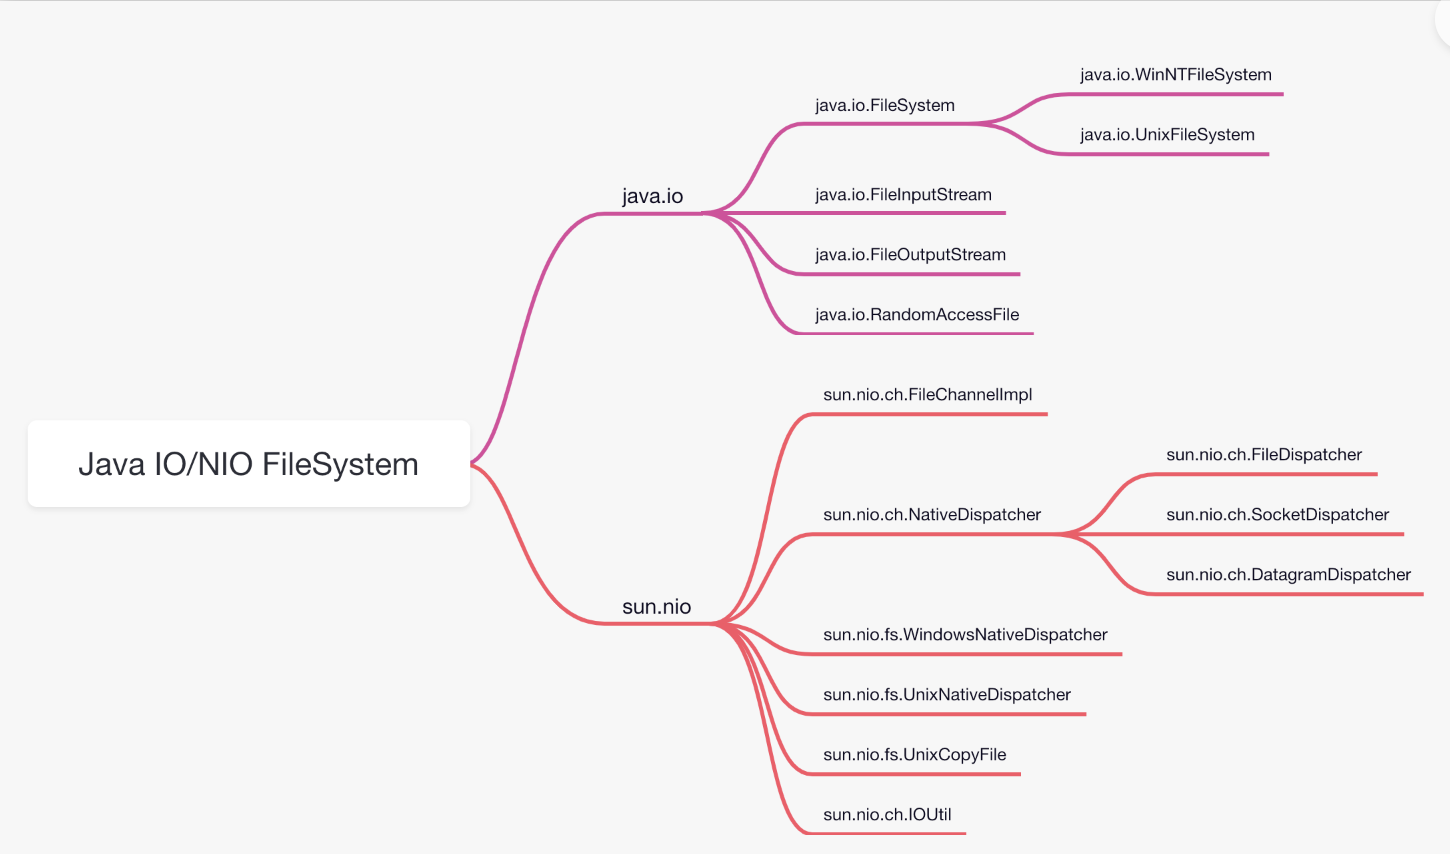 Java IO/NIO FileSystem
java.io
java.io.FileSystem
java.io.WinNTFileSystem
java.io.UnixFileSystem
java.io.FileInputStream
java.io.FileOutputStream
java.io.RandomAccessFile
sun.nio
sun.nio.ch.FileChannelImpl
sun.nio.ch.NativeDispatcher
sun.nio.ch.FileDispatcher
sun.nio.ch.SocketDispatcher
sun.nio.ch.DatagramDispatcher
sun.nio.fs.WindowsNativeDispatcher
sun.nio.fs.UnixNativeDispatcher
sun.nio.fs.UnixCopyFile
sun.nio.ch.IOUtil